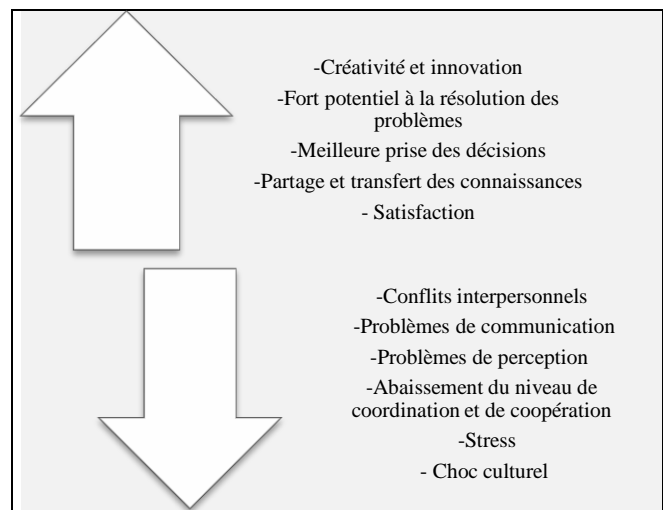 -Créativité et innovation
-Fort potentiel à la résolution des
problèmes
-Meilleure prise des décisions
-Partage et transfert des connaissances
- Satisfaction
-Conflits interpersonnels
-Problèmes de communication
-Problèmes de perception
-Abaissement du niveau de
coordination et de coopération
-Stress
- Choc culturel